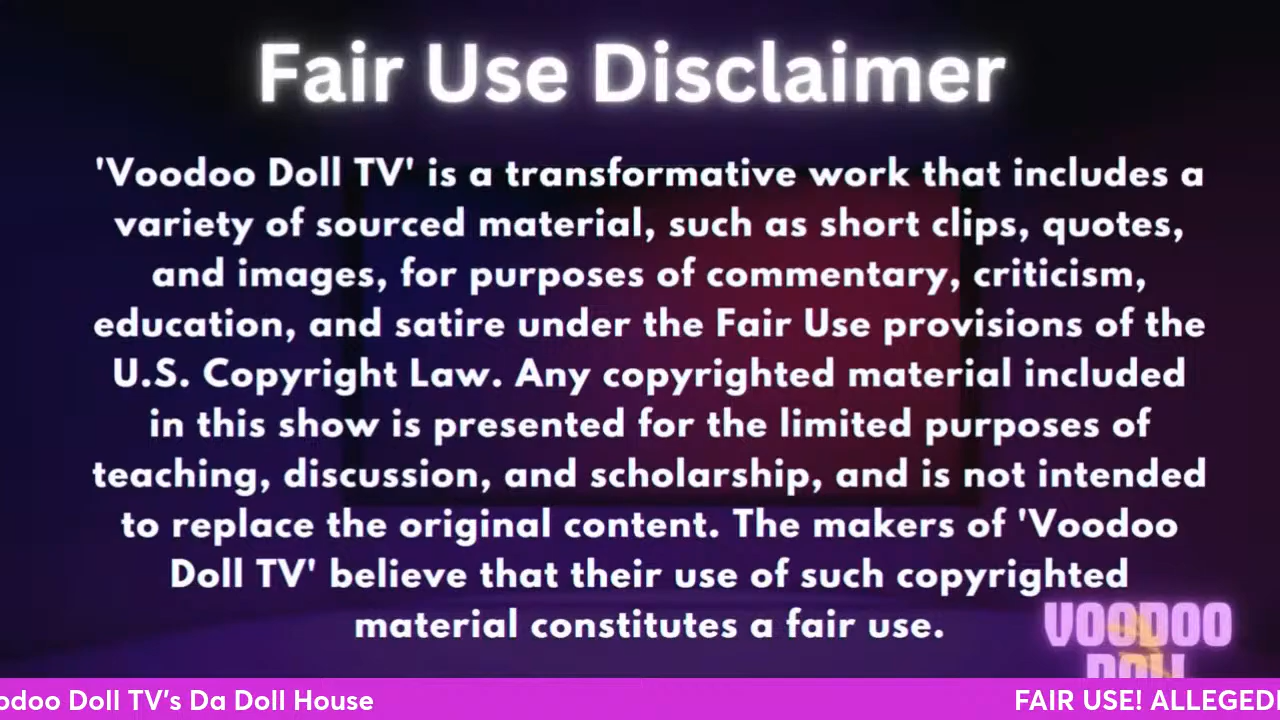 Fair Use Disclaimer
'Voodoo Doll TV' is a transformative work that includes a
variety of sourced material, such as short clips, quotes,
and images, for purposes of commentary, criticism,
education, and satire under the Fair Use provisions of the
U.S. Copyright Law. Any copyrighted material included
in this show is presented for the limited purposes of
teaching, discussion, and scholarship, and is not intended
to replace the original content. The makers of 'Voodoo
Doll TV' believe that their use of such copyrighted
material constitutes a fair use.
VOODOO
DOLL
Doll TV's Da Doll House
FAIR USE!